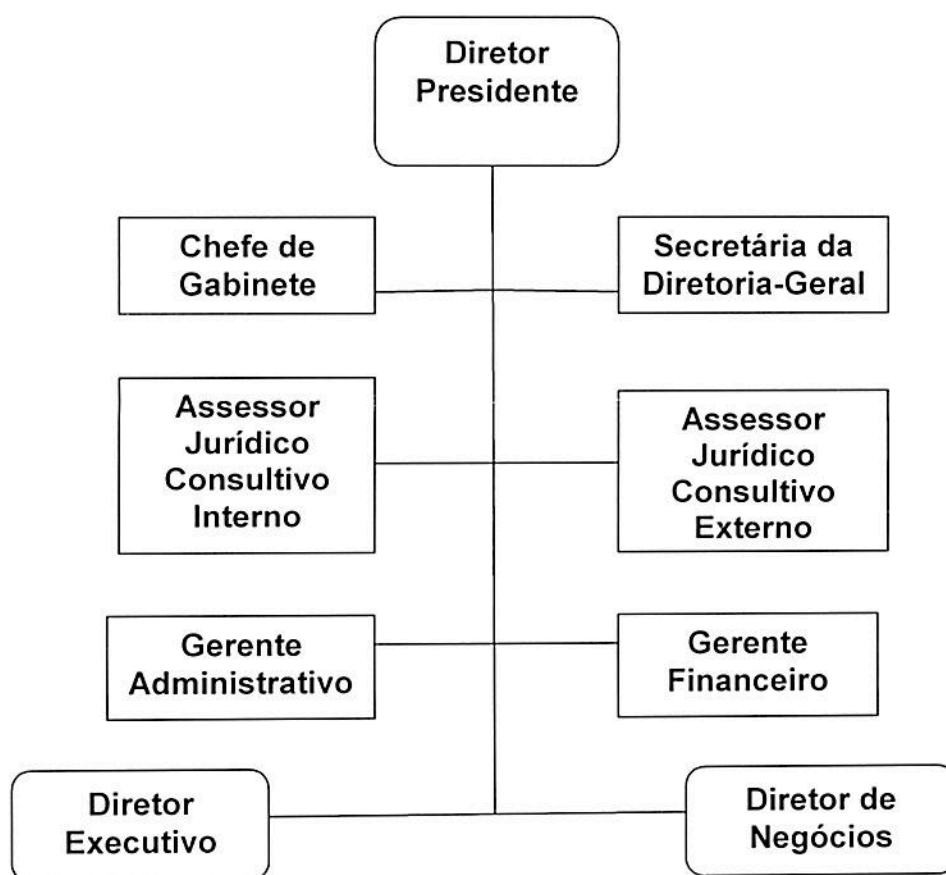 Diretor
Presidente
Chefe de
Gabinete
Secretária da
Diretoria-Geral
Assessor
Jurídico
Consultivo
Interno
Assessor
Jurídico
Consultivo
Externo
Gerente
Administrativo
Gerente
Financeiro
Diretor
Executivo
Diretor de
Negócios